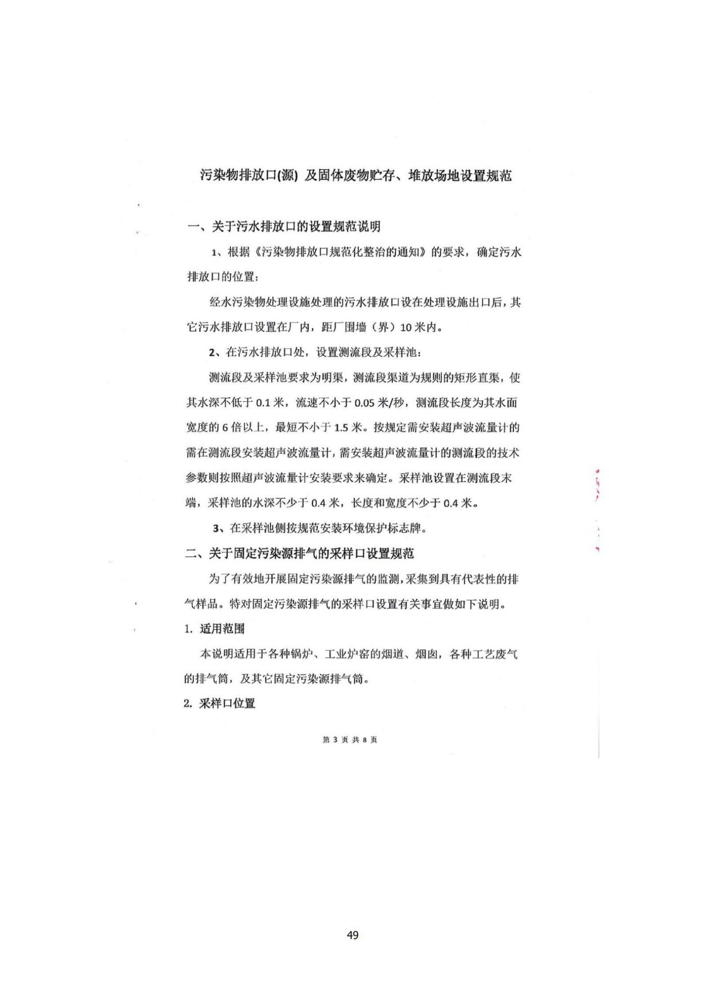 污染物排放口(源) 及固体废物贮存、堆放场地设置规范
一、关于污水排放口的设置规范说明
1、根据《污染物排放口规范化整治的通知》的要求，确定污水
排放口的位置：
经水污染物处理设施处理的污水排放口设在处理设施出口后，其
它污水排放口设置在厂内，距厂围墙（界）10 米内。
2、在污水排放口处，设置测流段及采样池：
测流段及采样池要求为明渠，测流段渠道为规则的矩形直渠，使
其水深不低于 0.1 米，流速不小于 0.05 米/秒，测流段长度为其水面
宽度的 6 倍以上，最短不小于 1.5 米。按规定需安装超声波流量计的
需在测流段安装超声波流量计，需安装超声波流量计的测流段的技术
参数则按照超声波流量计安装要求来确定。采样池设置在测流段末
端，采样池的水深不少于 0.4 米，长度和宽度不少于 0.4 米。
3、在采样池侧按规范安装环境保护标志牌。
二、关于固定污染源排气的采样口设置规范
为了有效地开展固定污染源排气的监测，采集到具有代表性的排
气样品。特对固定污染源排气的采样口设置有关事宜做如下说明。
1. 适用范围
本说明适用于各种锅炉、工业炉窑的烟道、烟囱，各种工艺废气
的排气筒，及其它固定污染源排气筒。
2. 采样口位置
第 3 页 共 8 页
49